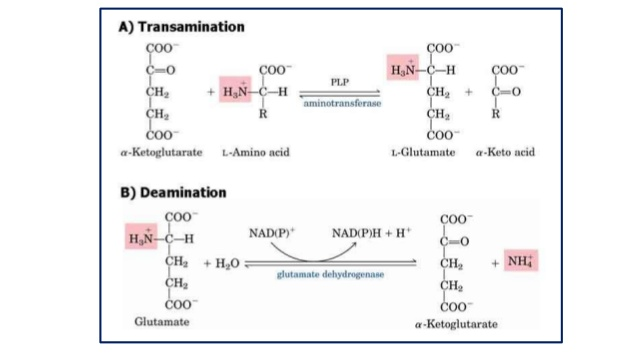 A) Transamination
COO⁻
C=O
CH₂
CH₂
COO⁻
α-Ketoglutarate
+
COO⁻
H₃N⁺–C–H
R
L-Amino acid
PLP
aminotransferase
COO⁻
H₃N⁺–C–H
CH₂
CH₂
COO⁻
L-Glutamate
+
COO⁻
C=O
R
α-Keto acid
B) Deamination
COO⁻
H₃N⁺–C–H
CH₂
CH₂
COO⁻
Glutamate
+ H₂O
NAD(P)⁺
NAD(P)H + H⁺
glutamate dehydrogenase
COO⁻
C=O
CH₂
CH₂
COO⁻
α-Ketoglutarate
+ NH₄⁺